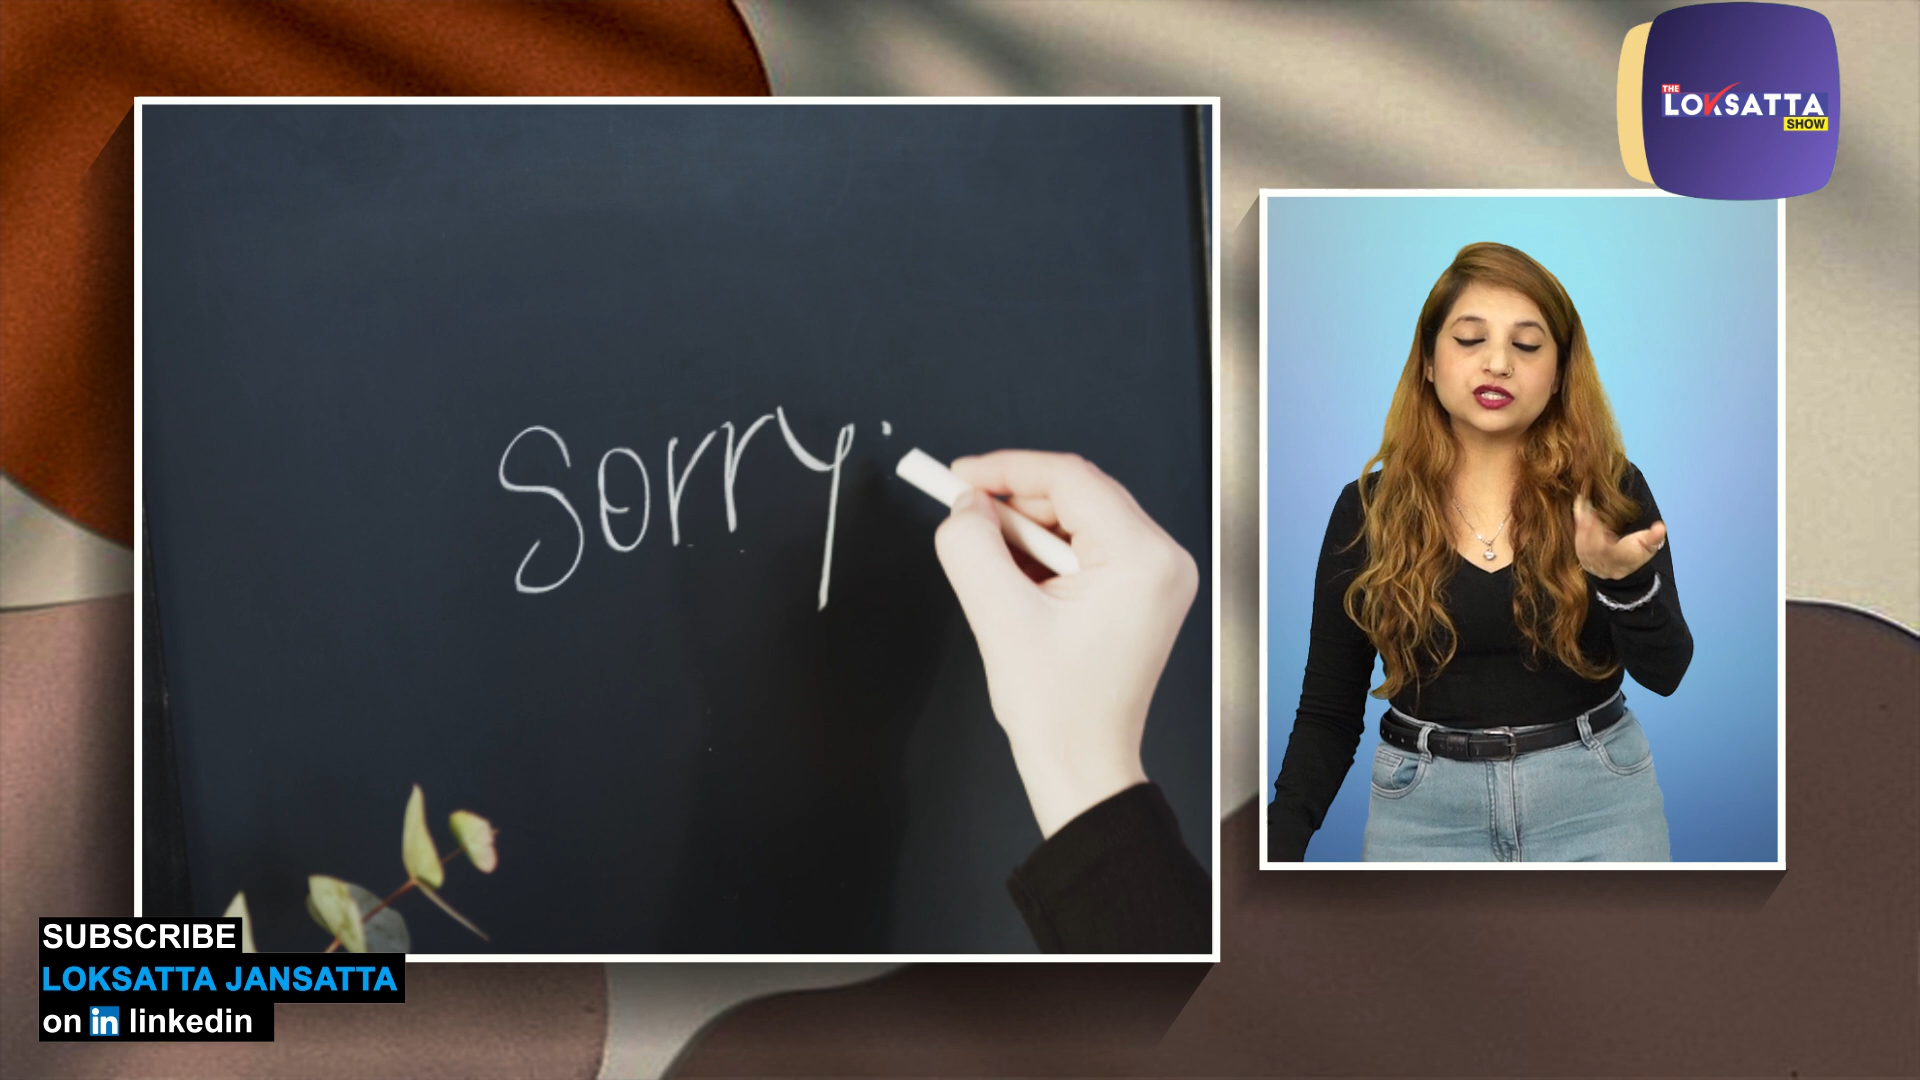 THE
LOKSATTA
SHOW
Sorry.
SUBSCRIBE
LOKSATTA JANSATTA
on in linkedin